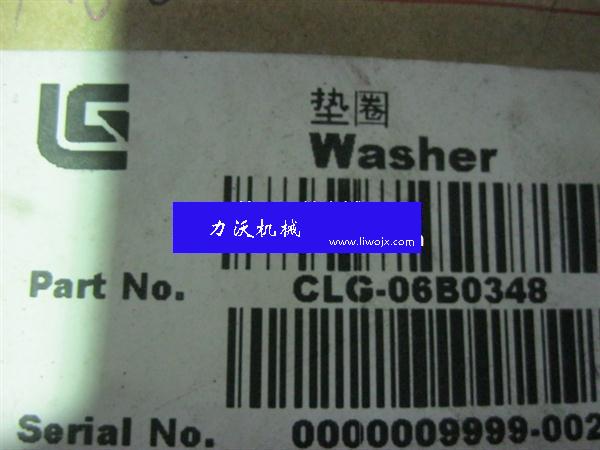 垫圈
Washer
力沃机械
www.liwojx.com
Part No. CLG-06B0348
Serial No. 0000009999-002